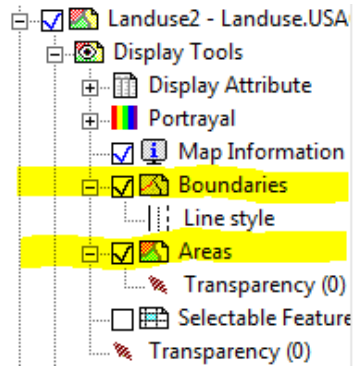 Landuse2 - Landuse.USA
Display Tools
Display Attribute
Portrayal
Map Information
Boundaries
Line style
Areas
Transparency (0)
Selectable Feature
Transparency (0)